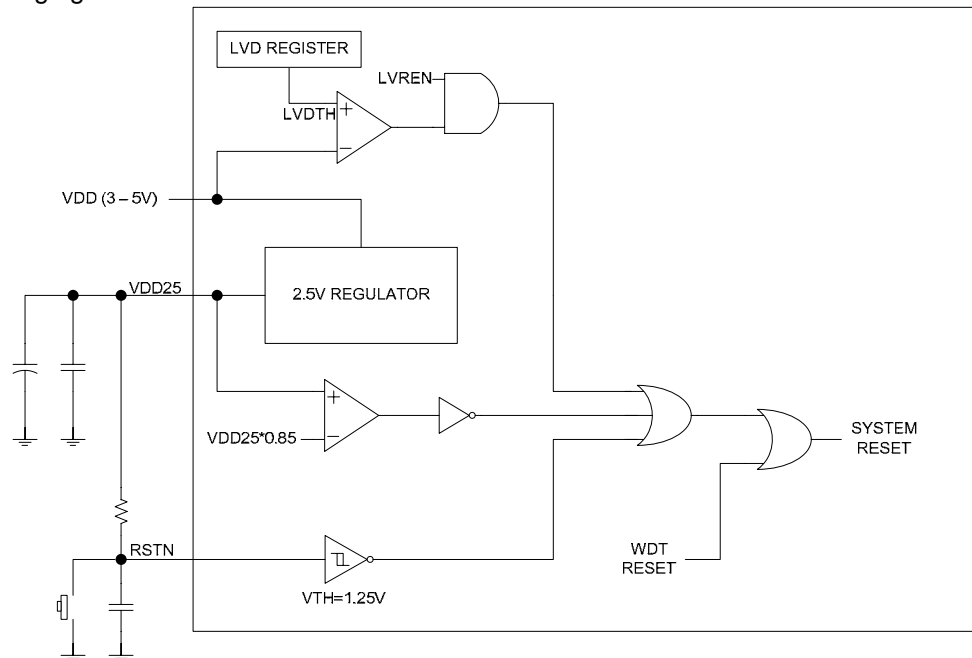 LVD REGISTER
LVREN
LVDTH
+
−
VDD (3 – 5V)
VDD25
2.5V REGULATOR
+
−
VDD25*0.85
SYSTEM
RESET
RSTN
WDT
RESET
VTH=1.25V